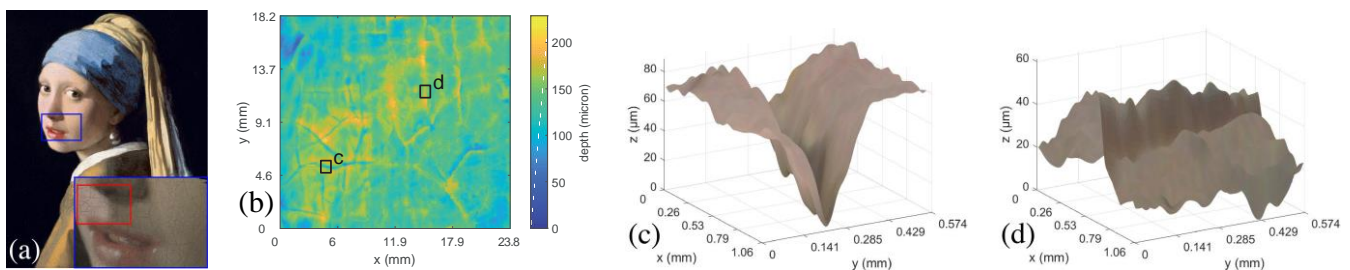 (a)
(b)
18.2
13.7
9.1
4.6
0
y (mm)
0 6 11.9 17.9 23.8
x (mm)
d
c
200
150
100
50
0
depth (micron)
(c)
80
60
40
20
0
z (μm)
0
0.26
0.53
0.79
1.06
x (mm)
0
0.141
0.285
0.429
0.574
y (mm)
(d)
60
40
20
0
z (μm)
0
0.26
0.53
0.79
1.06
x (mm)
0
0.141
0.285
0.429
0.574
y (mm)